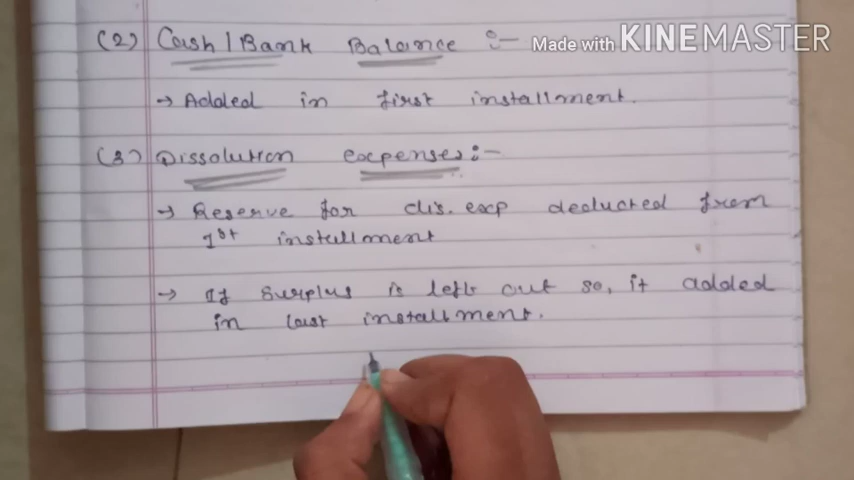 (2) Cash/Bank Balance :-
Made with KINEMASTER
→ Added in first installment.
(3) Dissolution expenses:-
→ Reserve for dis. exp deducted from
1st installment
→ If surplus is left out so, it added
in last installment.